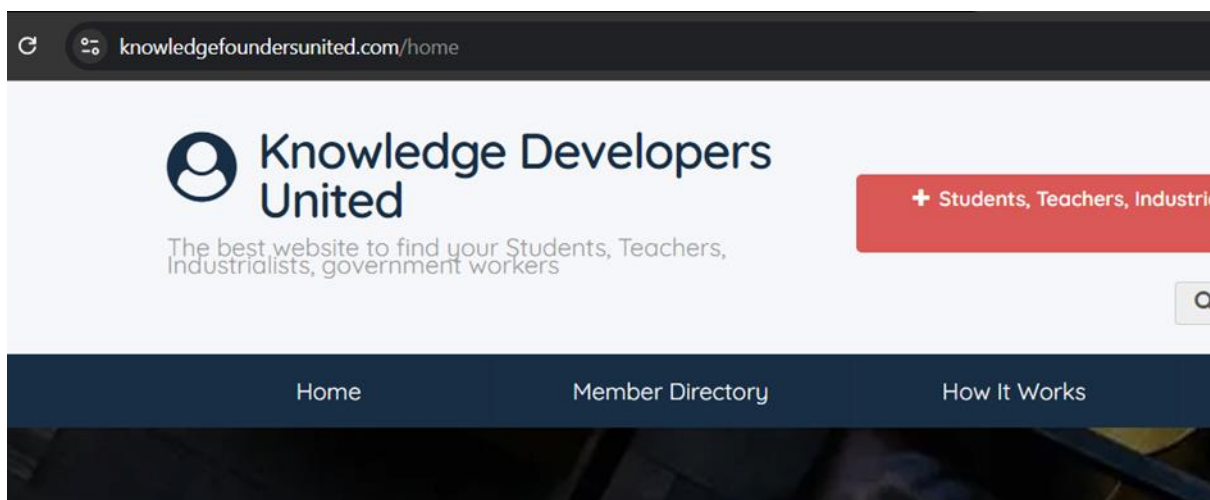 knowledgefoundersunited.com/home
Knowledge Developers
United
+ Students, Teachers,
The best website to find your Students, Teachers,
Industrialists, government workers
Home Member Directory How It Works